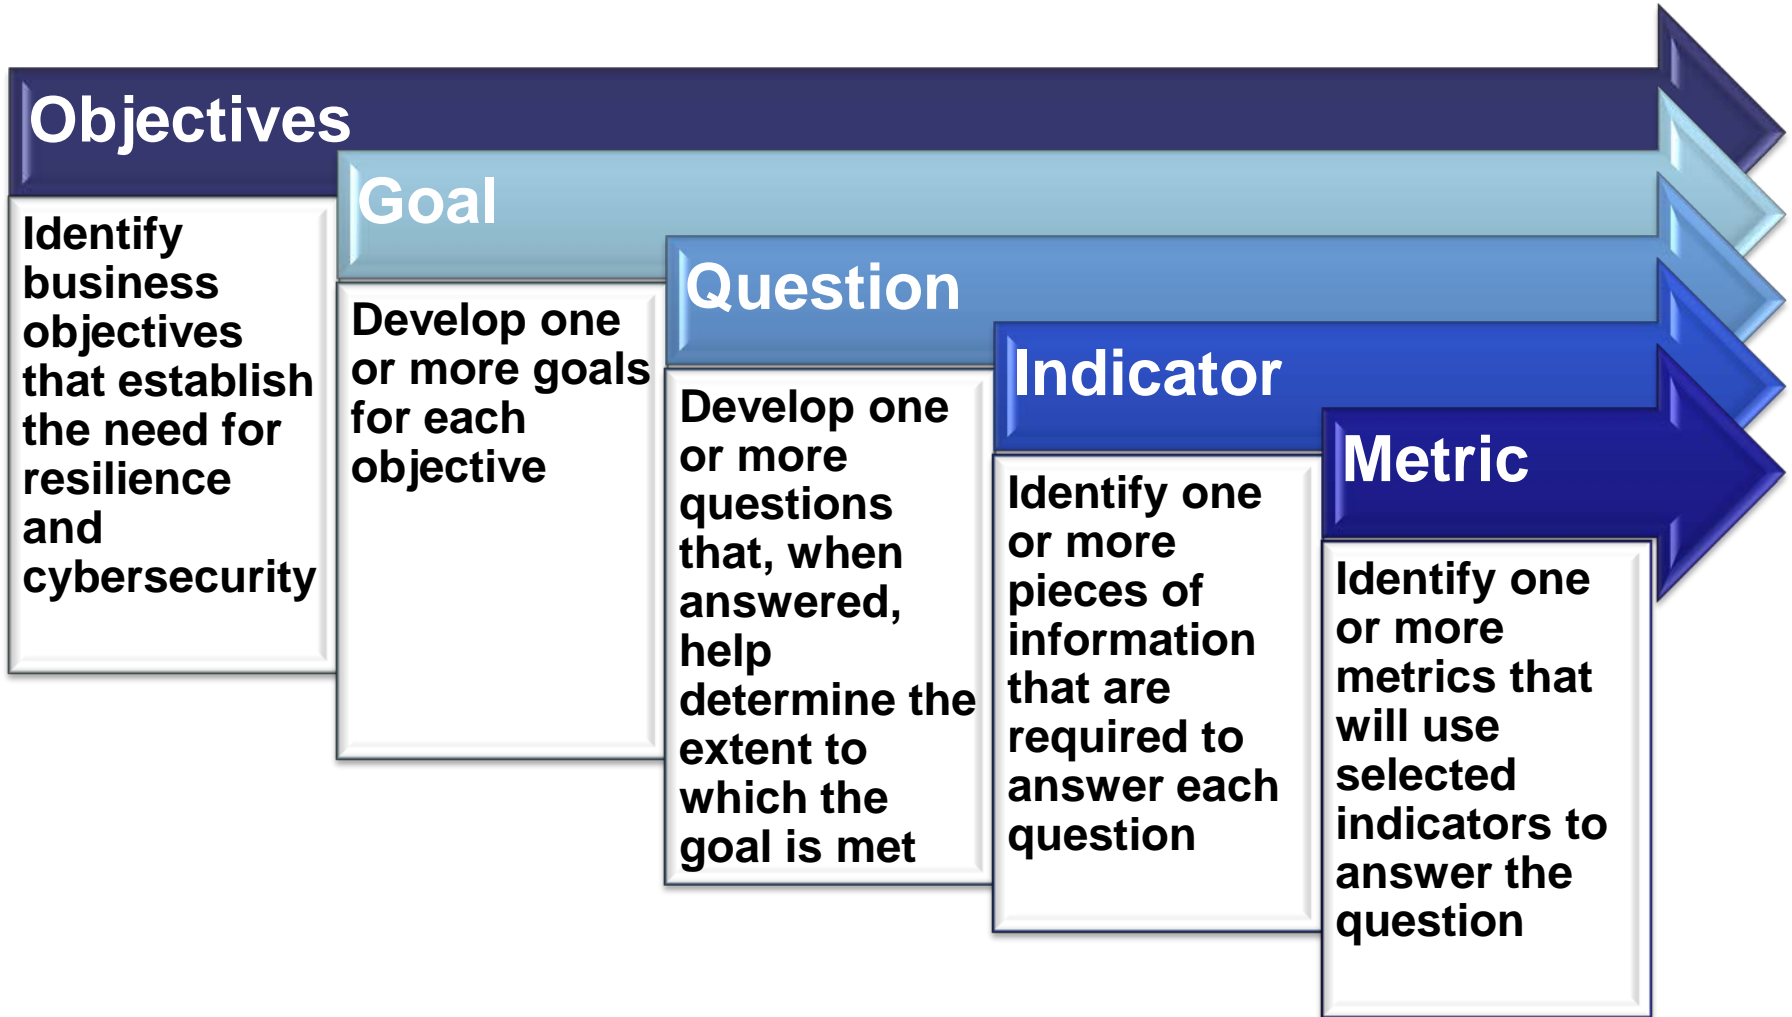 Objectives
Identify
business
objectives
that establish
the need for
resilience
and
cybersecurity
Goal
Develop one
or more goals
for each
objective
Question
Develop one
or more
questions
that, when
answered,
help
determine the
extent to
which the
goal is met
Indicator
Identify one
or more
pieces of
information
that are
required to
answer each
question
Metric
Identify one
or more
metrics that
will use
selected
indicators to
answer the
question